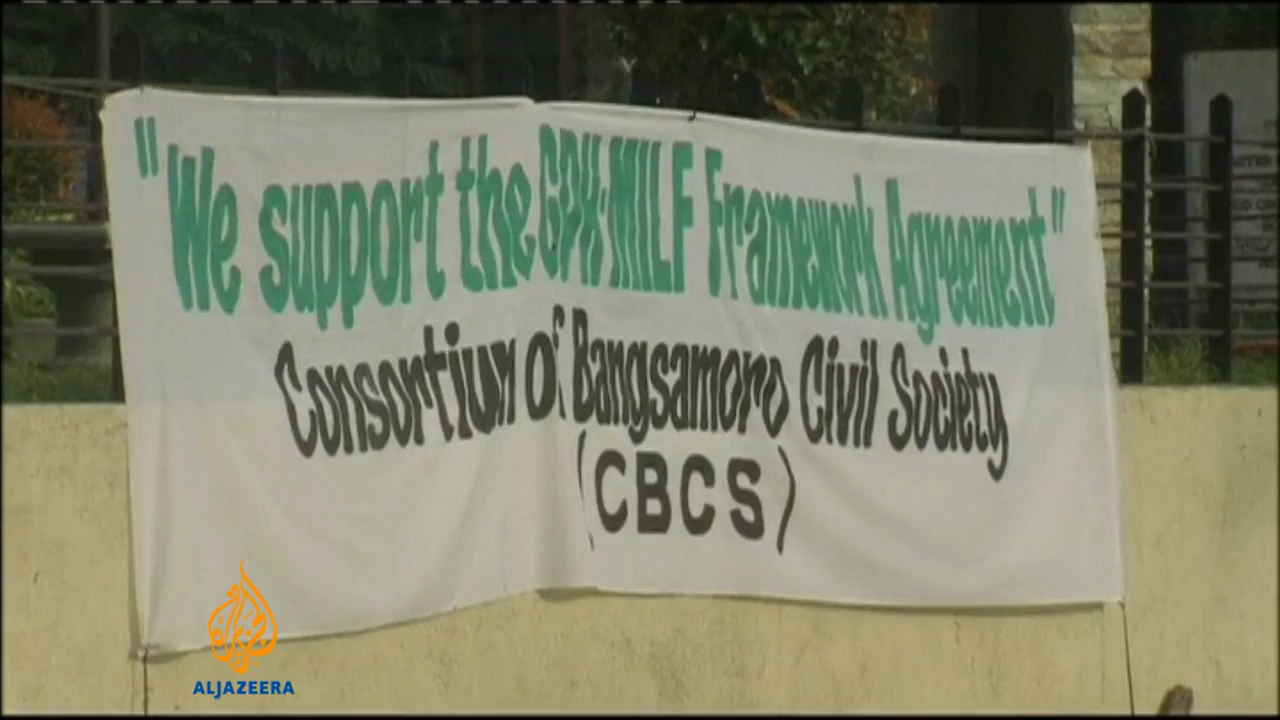 "We support the GPH-MILF Framework Agreement"
Consortium of Bangsamoro Civil Society
(CBCS)
ALJAZEERA